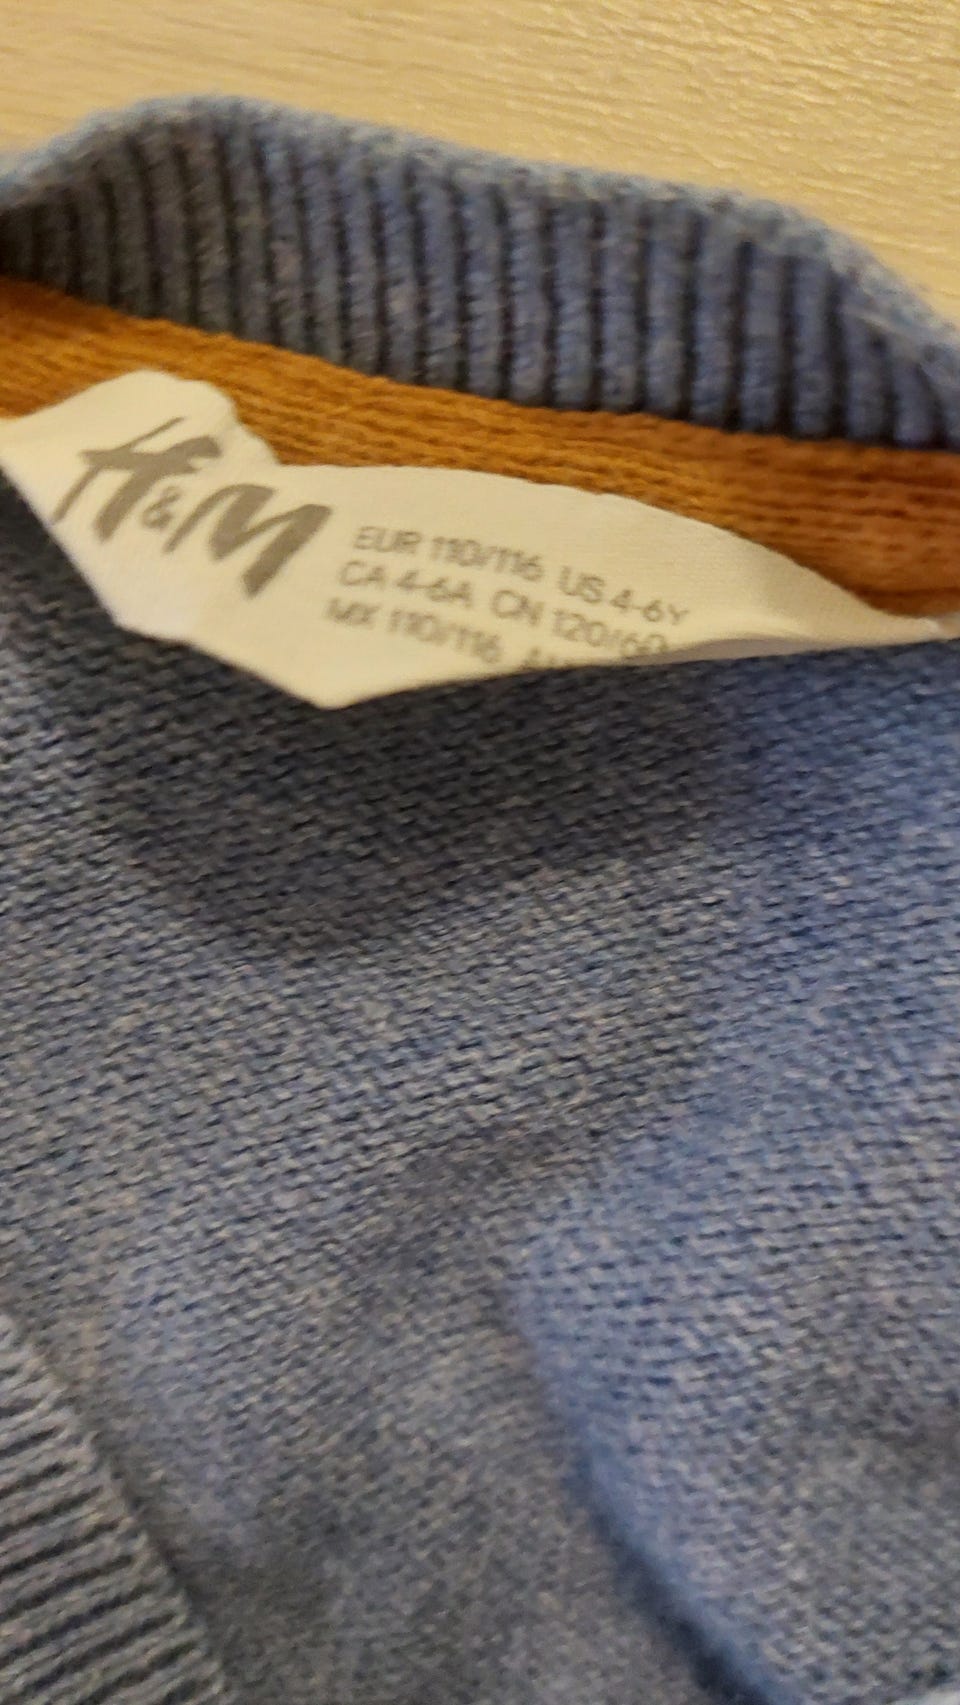 H&M
EUR 110/116 US 4-6Y
CA 4-6A CN 120/60
MX 110/116